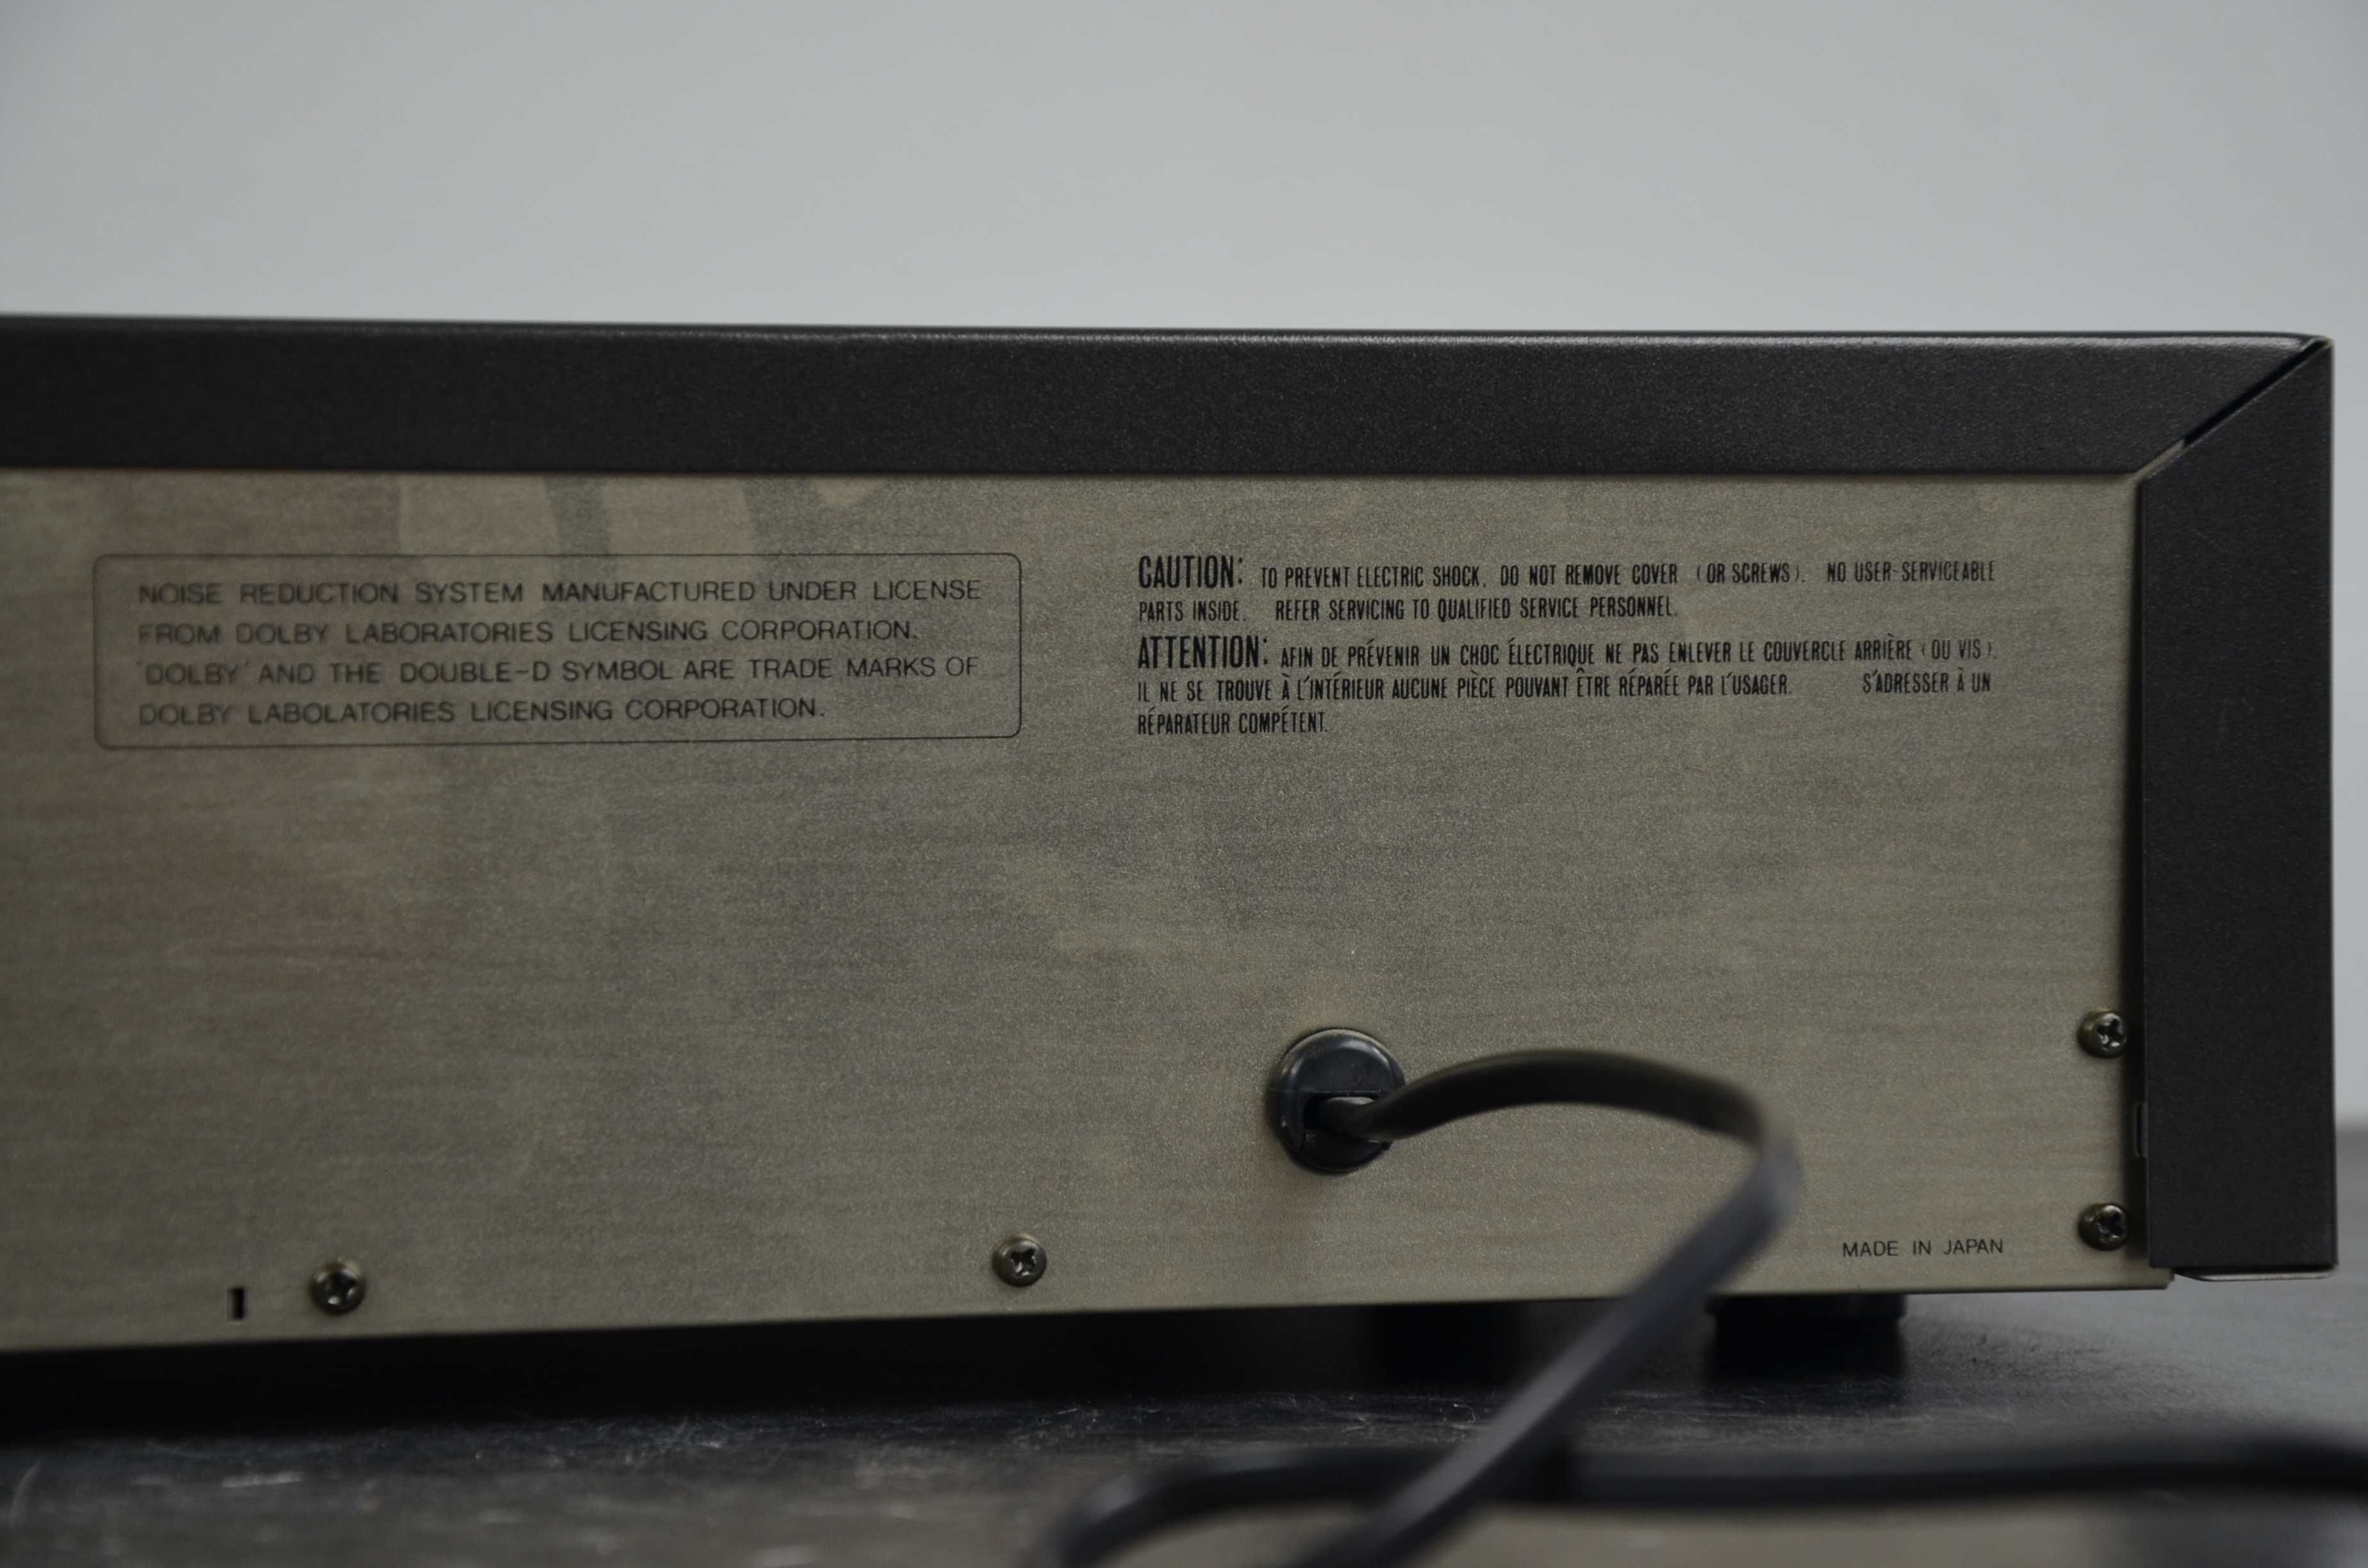 NOISE REDUCTION SYSTEM MANUFACTURED UNDER LICENSE
FROM DOLBY LABORATORIES LICENSING CORPORATION.
'DOLBY' AND THE DOUBLE-D SYMBOL ARE TRADE MARKS OF
DOLBY LABOLATORIES LICENSING CORPORATION.
CAUTION: TO PREVENT ELECTRIC SHOCK, DO NOT REMOVE COVER (OR SCREWS). NO USER-SERVICEABLE
PARTS INSIDE. REFER SERVICING TO QUALIFIED SERVICE PERSONNEL.
ATTENTION: AFIN DE PRÉVENIR UN CHOC ÉLECTRIQUE NE PAS ENLEVER LE COUVERCLE ARRIÈRE (OU VIS).
IL NE SE TROUVE À L'INTÉRIEUR AUCUNE PIÈCE POUVANT ÊTRE RÉPARÉE PAR L'USAGER. S'ADRESSER À UN
RÉPARATEUR COMPÉTENT.
MADE IN JAPAN